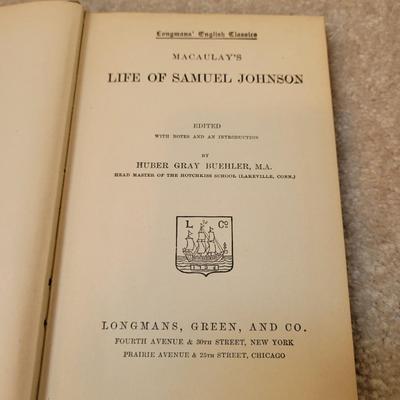 Longmans' English Classics
MACAULAY'S
LIFE OF SAMUEL JOHNSON
EDITED
WITH NOTES AND AN INTRODUCTION
BY
HUBER GRAY BUEHLER, M.A.
HEAD MASTER OF THE HOTCHKISS SCHOOL (LAKEVILLE, CONN.)
L Co
LONGMANS, GREEN, AND CO.
FOURTH AVENUE & 30TH STREET, NEW YORK
PRAIRIE AVENUE & 25TH STREET, CHICAGO